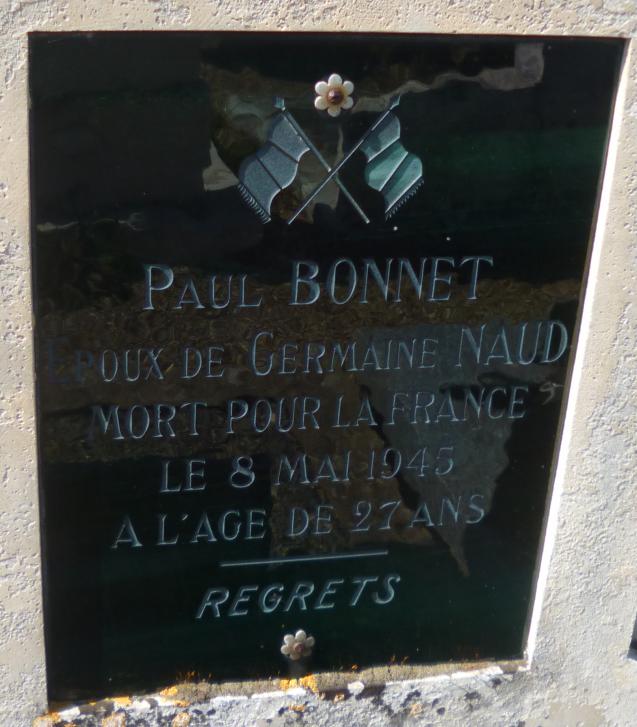 PAUL BONNET
EPOUX DE GERMAINE NAUD
MORT POUR LA FRANCE
LE 8 MAI 1945
A L'AGE DE 27 ANS
REGRETS